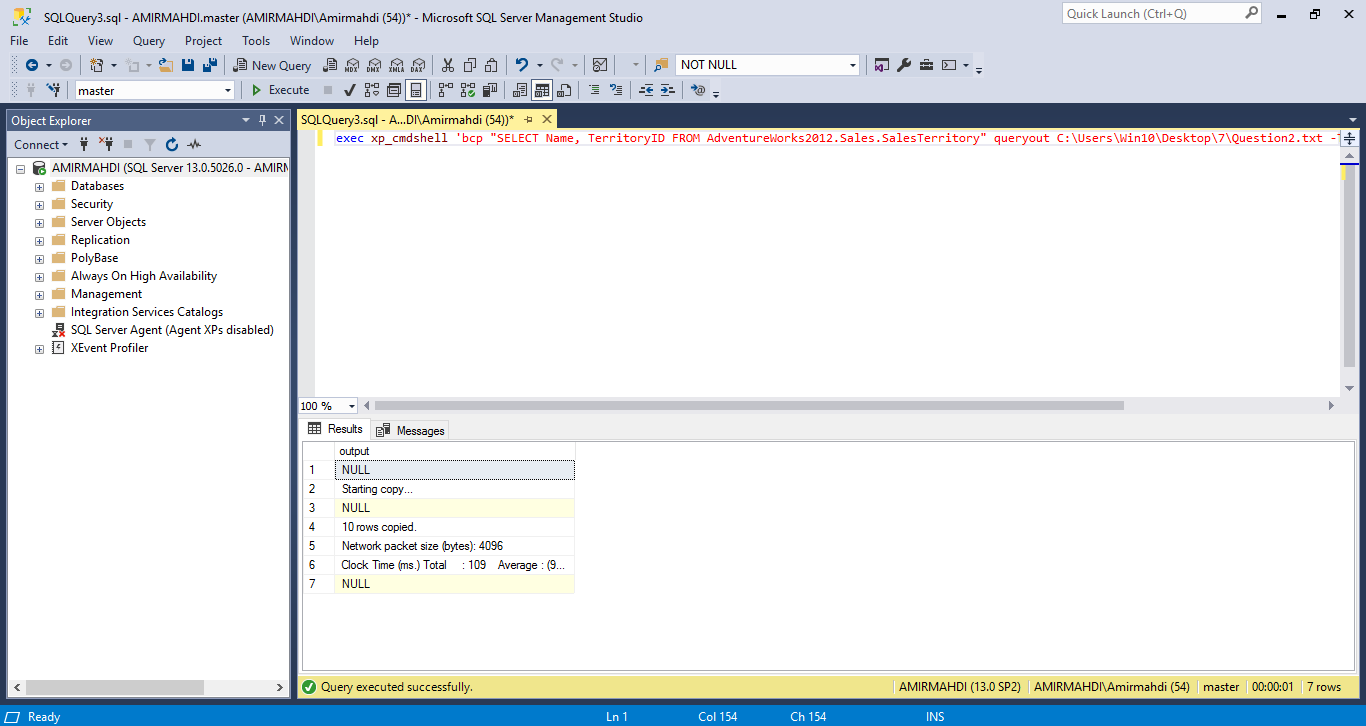 SQLQuery3.sql - AMIRMAHDI.master (AMIRMAHDI\Amirmahdi (54))* - Microsoft SQL Server Management Studio
Quick Launch (Ctrl+Q)
File Edit View Query Project Tools Window Help
New Query MDX DMX XMLA DAX NOT NULL
master Execute
Object Explorer
Connect
AMIRMAHDI (SQL Server 13.0.5026.0 - AMIRM
Databases
Security
Server Objects
Replication
PolyBase
Always On High Availability
Management
Integration Services Catalogs
SQL Server Agent (Agent XPs disabled)
XEvent Profiler
SQLQuery3.sql - A...DI\Amirmahdi (54))*
exec xp_cmdshell 'bcp "SELECT Name, TerritoryID FROM AdventureWorks2012.Sales.SalesTerritory" queryout C:\Users\Win10\Desktop\7\Question2.txt -T
100 %
Results Messages
output
1 NULL
2 Starting copy...
3 NULL
4 10 rows copied.
5 Network packet size (bytes): 4096
6 Clock Time (ms.) Total : 109 Average : (9...
7 NULL
Query executed successfully. AMIRMAHDI (13.0 SP2) AMIRMAHDI\Amirmahdi (54) master 00:00:01 7 rows
Ready Ln 1 Col 154 Ch 154 INS